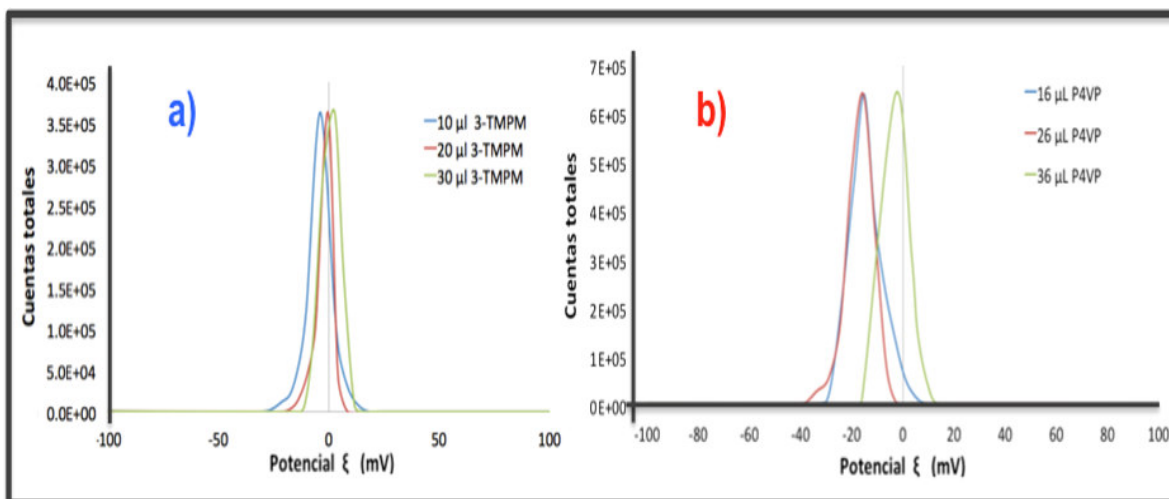 a)
Cuentas totales
4.0E+05
3.5E+05
3.0E+05
2.5E+05
2.0E+05
1.5E+05
1.0E+05
5.0E+04
0.0E+00
-100
-50
0
50
100
Potencial ξ (mV)
10 µl 3-TMPM
20 µl 3-TMPM
30 µl 3-TMPM
b)
Cuentas totales
7E+05
6E+05
5E+05
4E+05
3E+05
2E+05
1E+05
0E+00
-100
-80
-60
-40
-20
0
20
40
60
80
100
Potencial ξ (mV)
16 µL P4VP
26 µL P4VP
36 µL P4VP